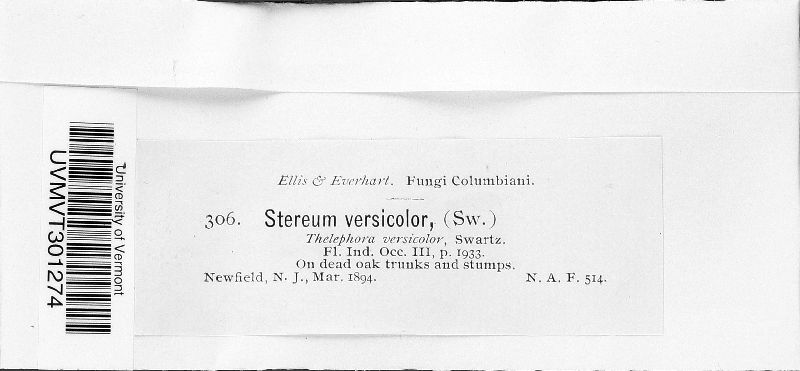 Ellis & Everhart. Fungi Columbiani.
306. Stereum versicolor, (Sw.)
Thelephora versicolor, Swartz.
Fl. Ind. Occ. III, p. 1933.
On dead oak trunks and stumps.
Newfield, N. J., Mar. 1894. N. A. F. 514.
University of Vermont
UVMVT301274